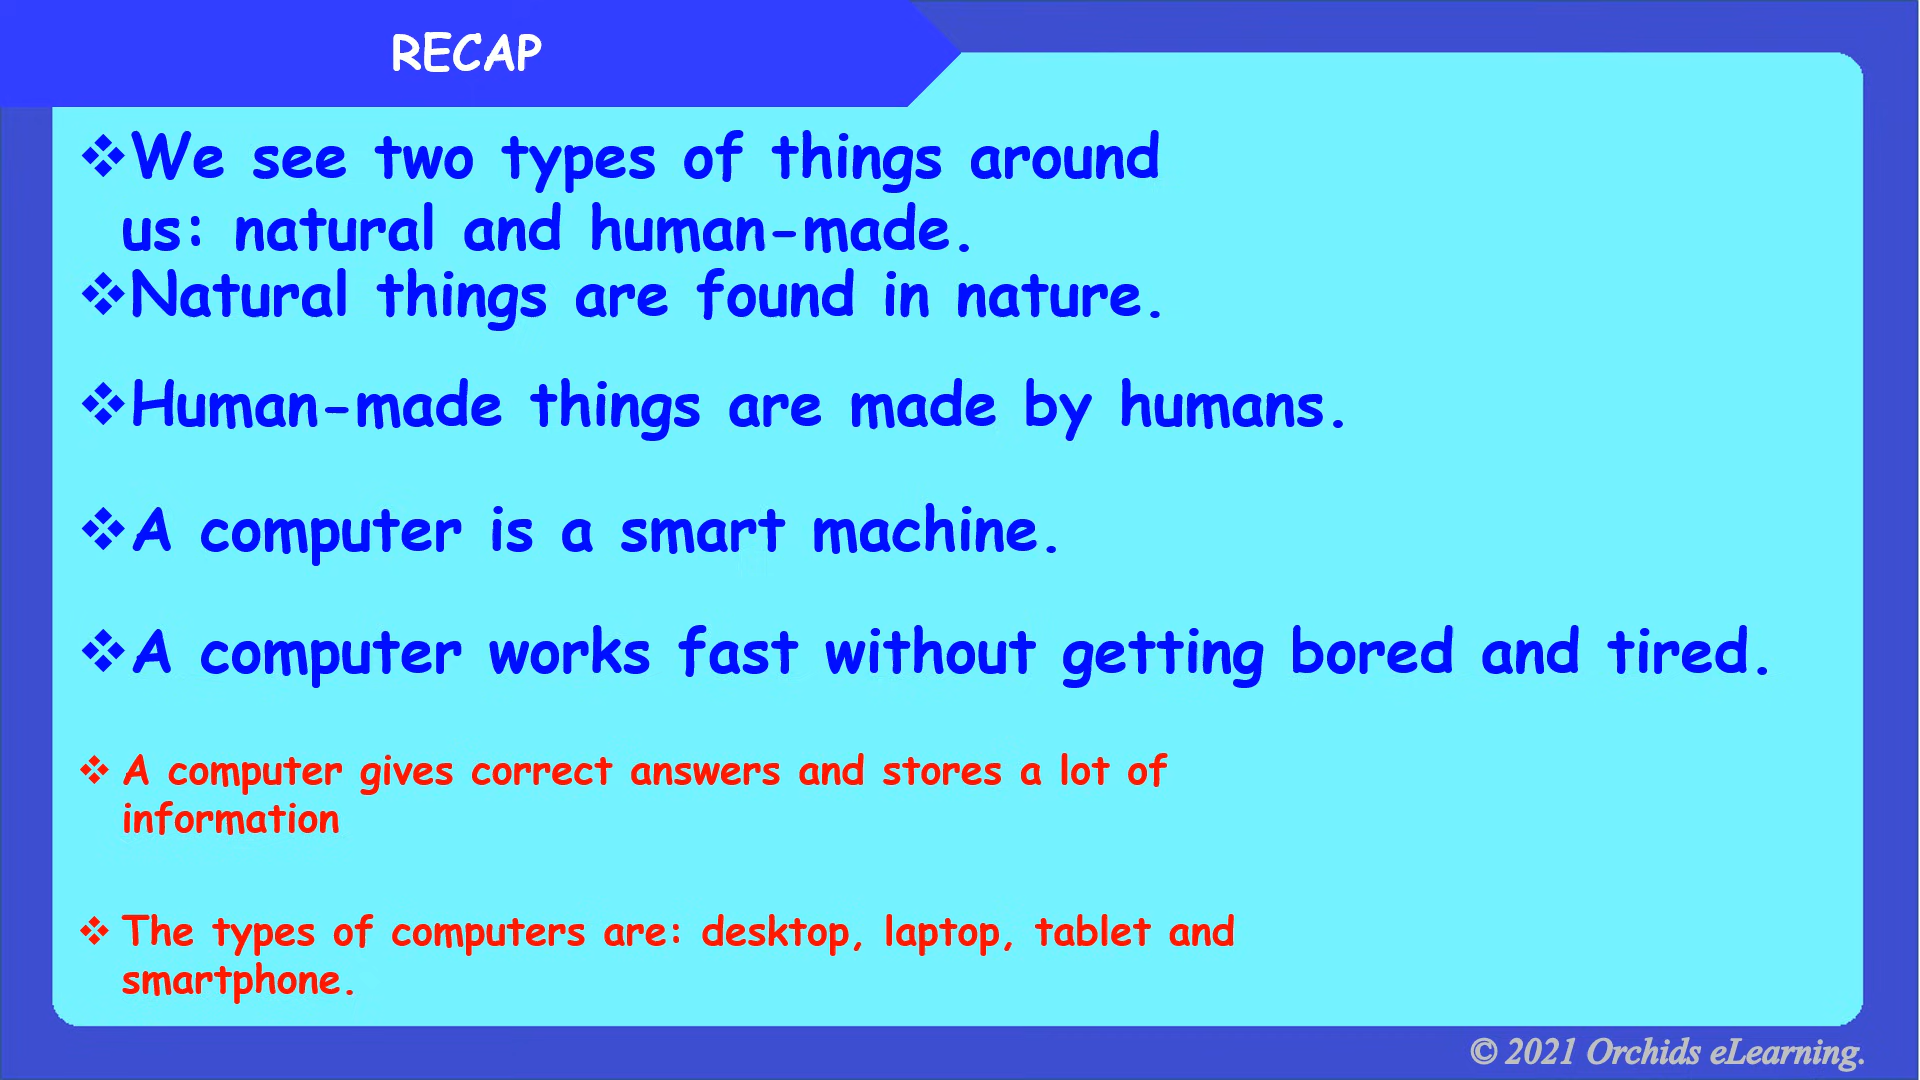 RECAP
❖We see two types of things around
us: natural and human-made.
❖Natural things are found in nature.
❖Human-made things are made by humans.
❖A computer is a smart machine.
❖A computer works fast without getting bored and tired.
❖ A computer gives correct answers and stores a lot of
information
❖ The types of computers are: desktop, laptop, tablet and
smartphone.
© 2021 Orchids eLearning.